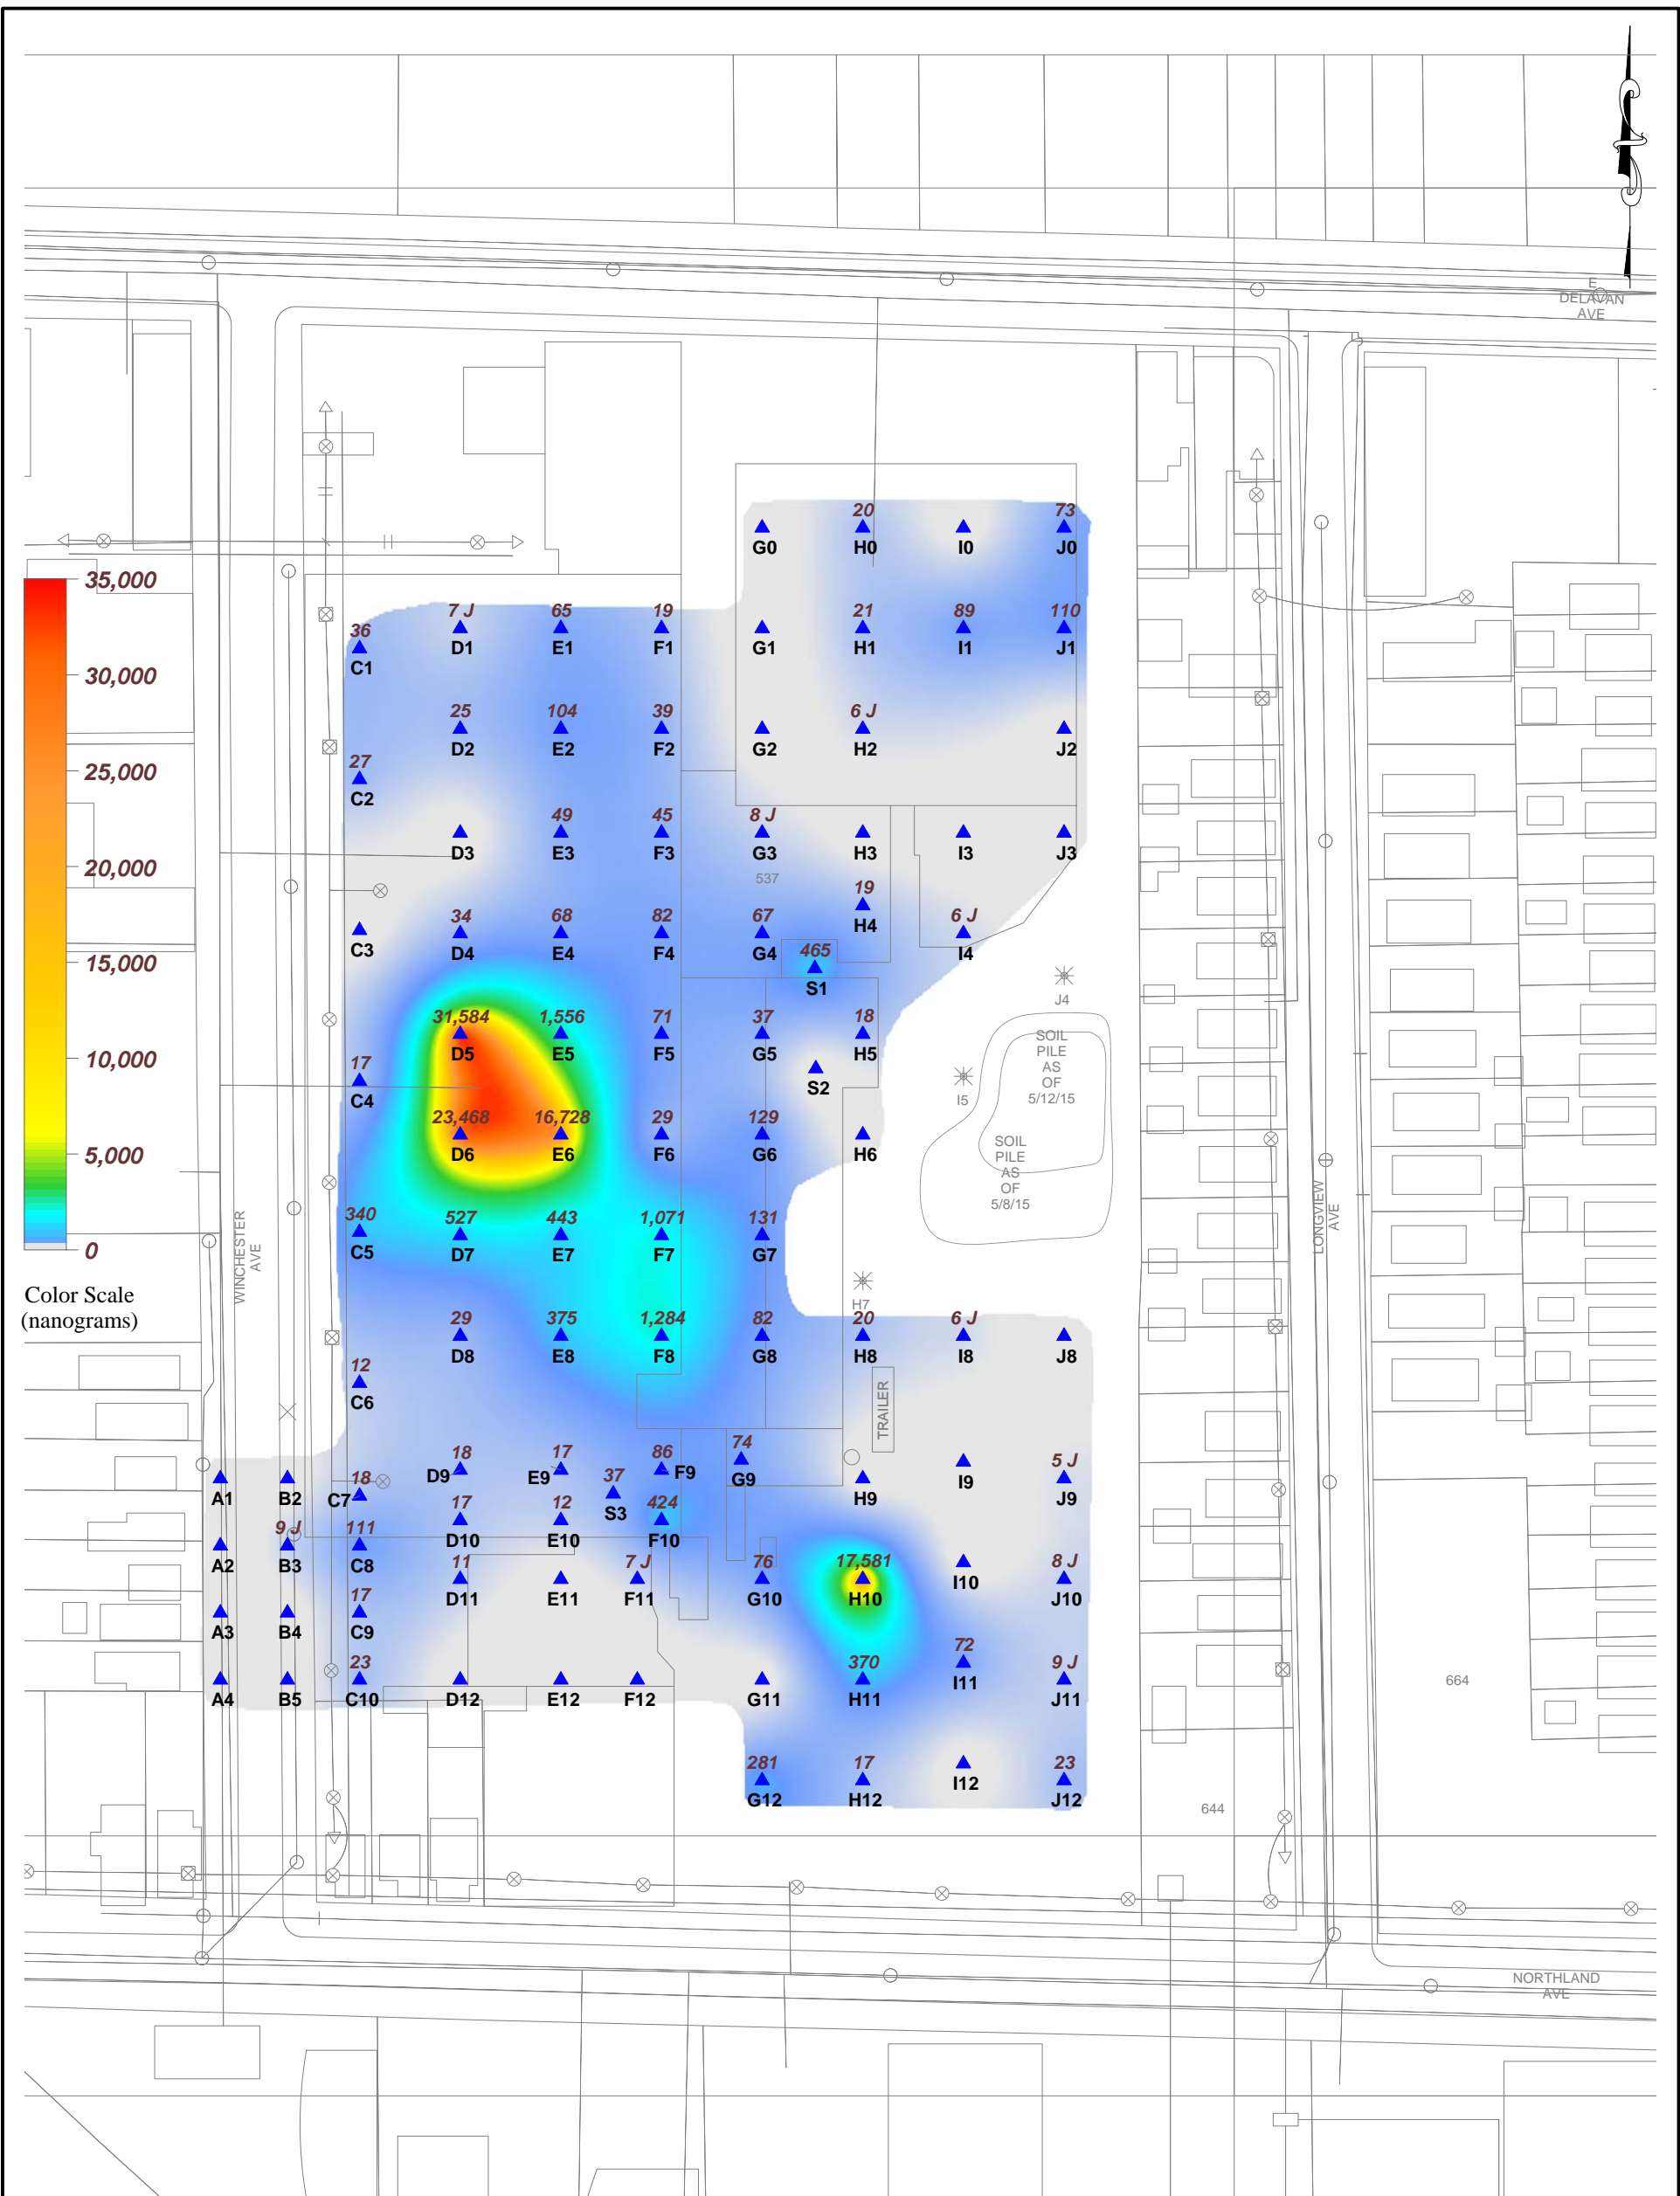 E
DELAVAN
AVE
20
73
G0
H0
I0
J0
35,000
7 J
65
19
21
89
110
36
D1
E1
F1
G1
H1
I1
J1
C1
30,000
25
104
39
6 J
D2
E2
F2
G2
H2
J2
27
25,000
C2
49
45
8 J
D3
E3
F3
G3
H3
I3
J3
20,000
537
19
34
68
82
67
6 J
H4
C3
D4
E4
F4
G4
I4
465
15,000
S1
J4
31,584
1,556
71
37
18
D5
E5
F5
G5
H5
SOIL
PILE
AS
OF
5/12/15
10,000
17
S2
C4
I5
23,468
16,728
29
129
D6
E6
F6
G6
H6
5,000
SOIL
PILE
AS
OF
5/8/15
340
527
443
1,071
131
C5
D7
E7
F7
G7
0
WINCHESTER
AVE
LONGVIEW
AVE
Color Scale
(nanograms)
H7
29
375
1,284
82
20
6 J
D8
E8
F8
G8
H8
I8
J8
12
C6
TRAILER
74
18
17
86
D9
E9
F9
G9
I9
5 J
18
37
A1
B2
C7
S3
H9
J9
17
12
424
9 J
111
D10
E10
F10
A2
B3
C8
11
7 J
76
17,581
I10
8 J
D11
E11
F11
G10
H10
J10
17
A3
B4
C9
72
23
370
I11
9 J
A4
B5
C10
D12
E12
F12
G11
H11
J11
664
281
17
I12
23
G12
H12
J12
644
NORTHLAND
AVE